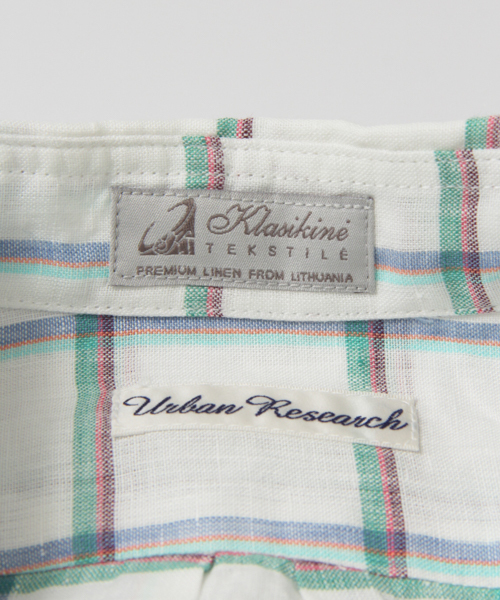 Klasikinė
TEKSTILĖ
PREMIUM LINEN FROM LITHUANIA
Urban Research